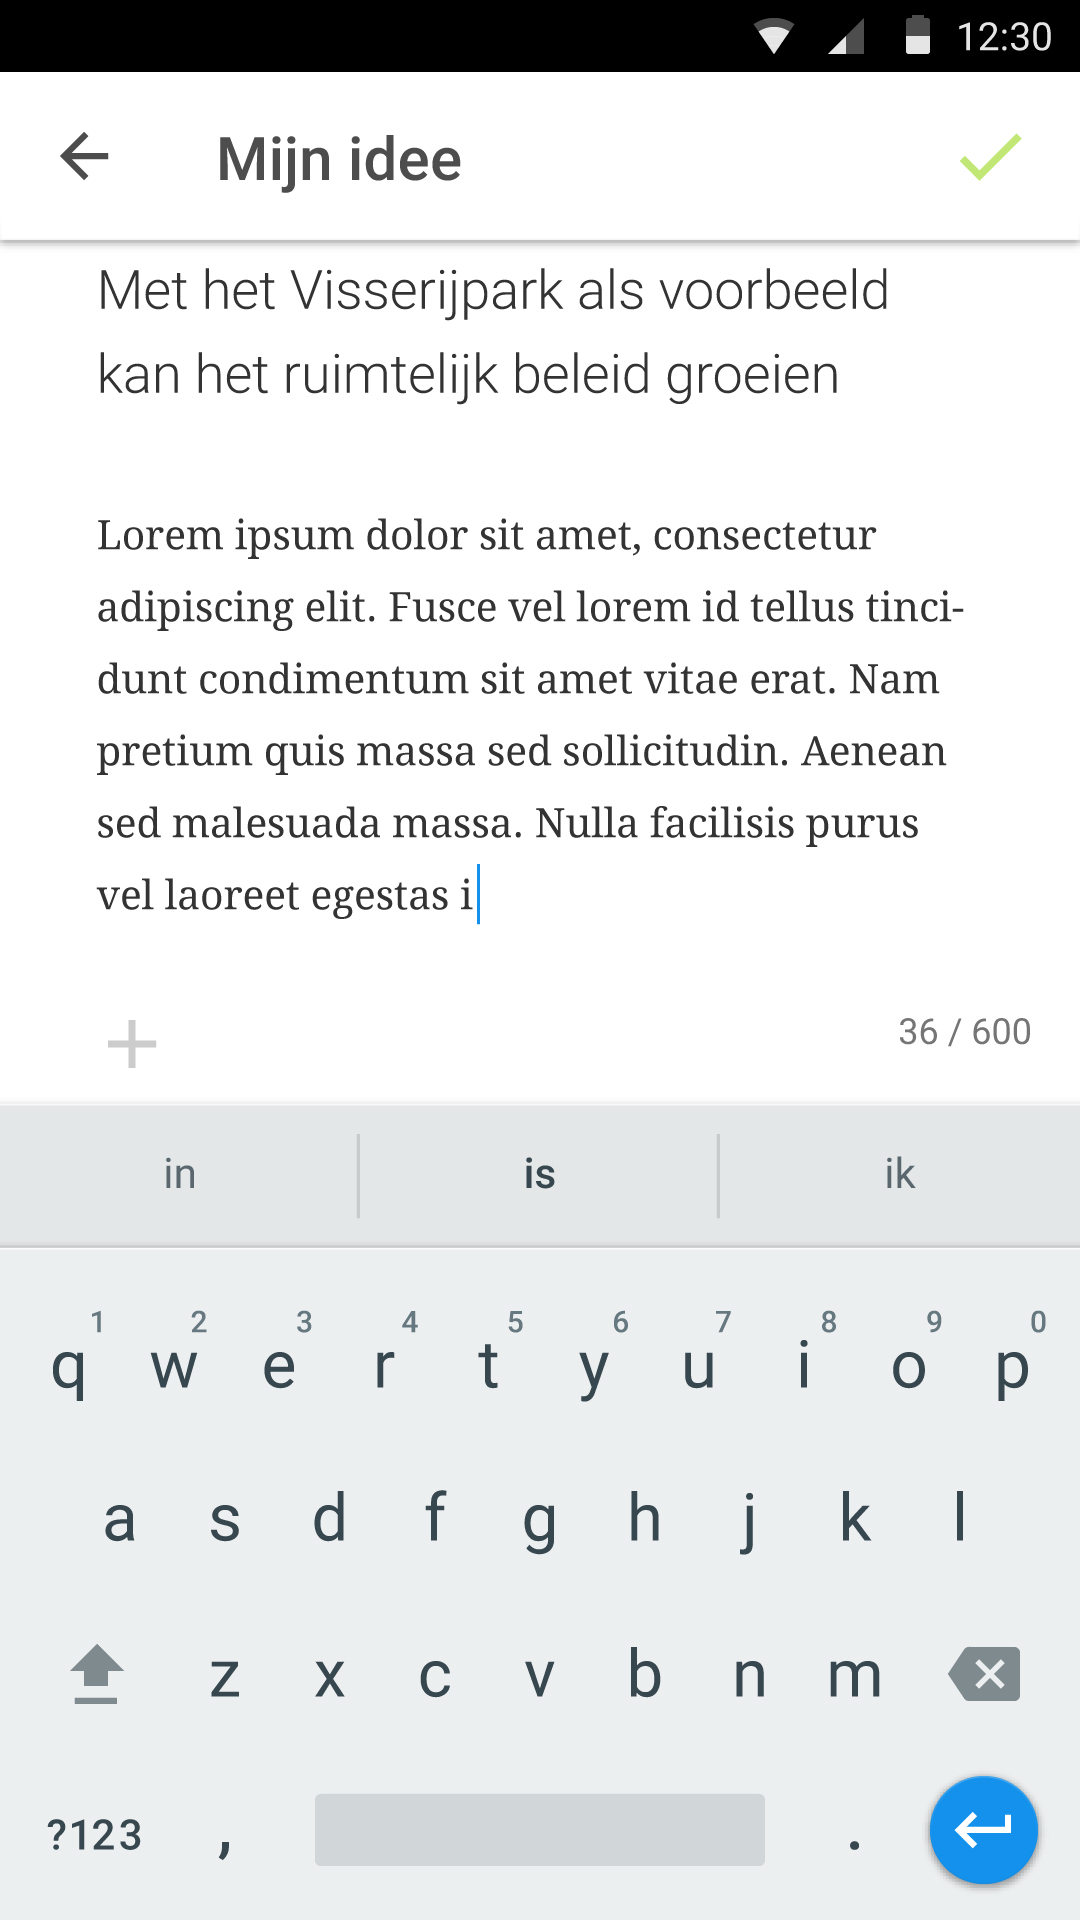 12:30
Mijn idee
Met het Visserijpark als voorbeeld
kan het ruimtelijk beleid groeien
Lorem ipsum dolor sit amet, consectetur
adipiscing elit. Fusce vel lorem id tellus tinci-
dunt condimentum sit amet vitae erat. Nam
pretium quis massa sed sollicitudin. Aenean
sed malesuada massa. Nulla facilisis purus
vel laoreet egestas i
36 / 600
in is ik
1 2 3 4 5 6 7 8 9 0
q w e r t y u i o p
a s d f g h j k l
z x c v b n m
?123 , .